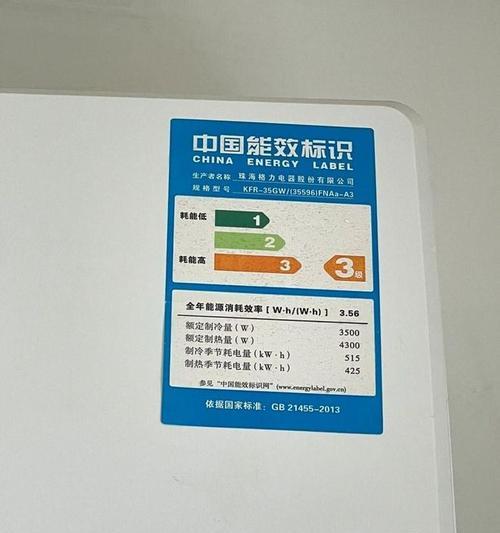 中国能效标识
CHINA ENERGY LABEL
生产者名称 珠海格力电器股份有限公司
规格型号 KFR-35GW/(35596)FNAa-A3
耗能低 1
2
耗能高 3 3级
全年能源消耗效率[W·h/(W·h)] 3.56
额定制冷量(W) 3500
额定制热量(W) 4300
制冷季节耗电量(kW·h) 515
制热季节耗电量(kW·h) 425
参见“中国能效标识网”(www.energylabel.gov.cn)
依据国家标准：GB 21455-2013